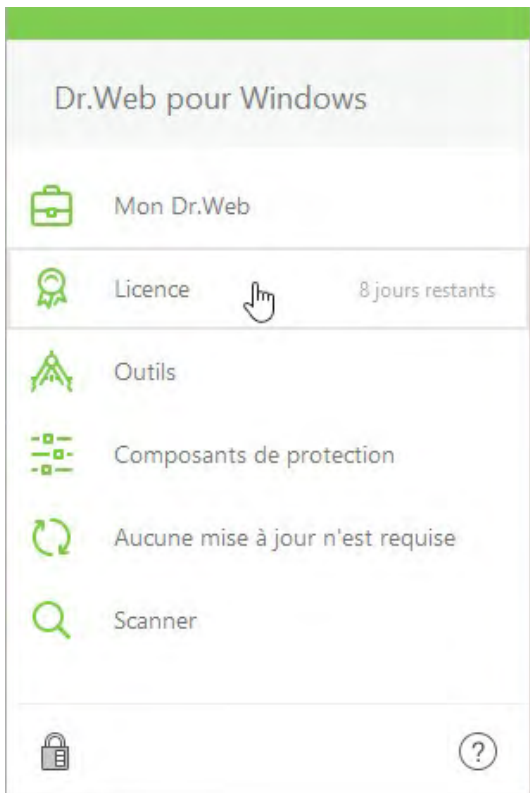 Dr.Web pour Windows
Mon Dr.Web
Licence 8 jours restants
Outils
Composants de protection
Aucune mise à jour n'est requise
Scanner
?